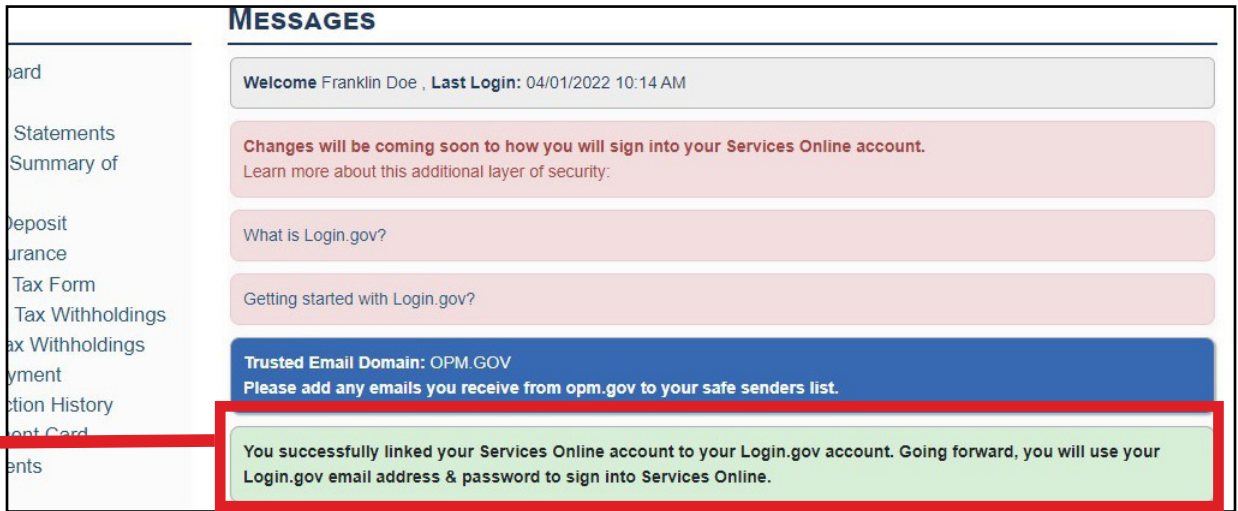 MESSAGES
Welcome Franklin Doe , Last Login: 04/01/2022 10:14 AM
Changes will be coming soon to how you will sign into your Services Online account.
Learn more about this additional layer of security:
What is Login.gov?
Getting started with Login.gov?
Trusted Email Domain: OPM.GOV
Please add any emails you receive from opm.gov to your safe senders list.
You successfully linked your Services Online account to your Login.gov account. Going forward, you will use your
Login.gov email address & password to sign into Services Online.
Statements
Summary of
Tax Form
Tax Withholdings
Withholdings
History
Card